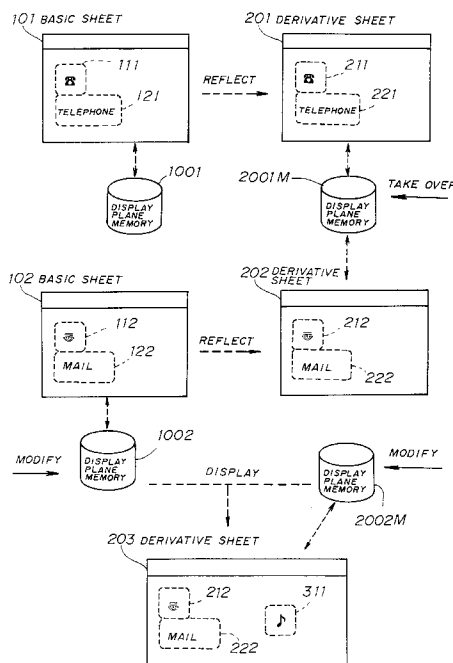 101 BASIC SHEET
201 DERIVATIVE SHEET
111
211
REFLECT
121
221
TELEPHONE
TELEPHONE
1001
2001M
DISPLAY PLANE MEMORY
DISPLAY PLANE MEMORY
TAKE OVER
102 BASIC SHEET
202 DERIVATIVE SHEET
112
212
REFLECT
122
222
MAIL
MAIL
1002
MODIFY
MODIFY
DISPLAY PLANE MEMORY
DISPLAY
DISPLAY PLANE MEMORY
2002M
203 DERIVATIVE SHEET
212
311
MAIL
222